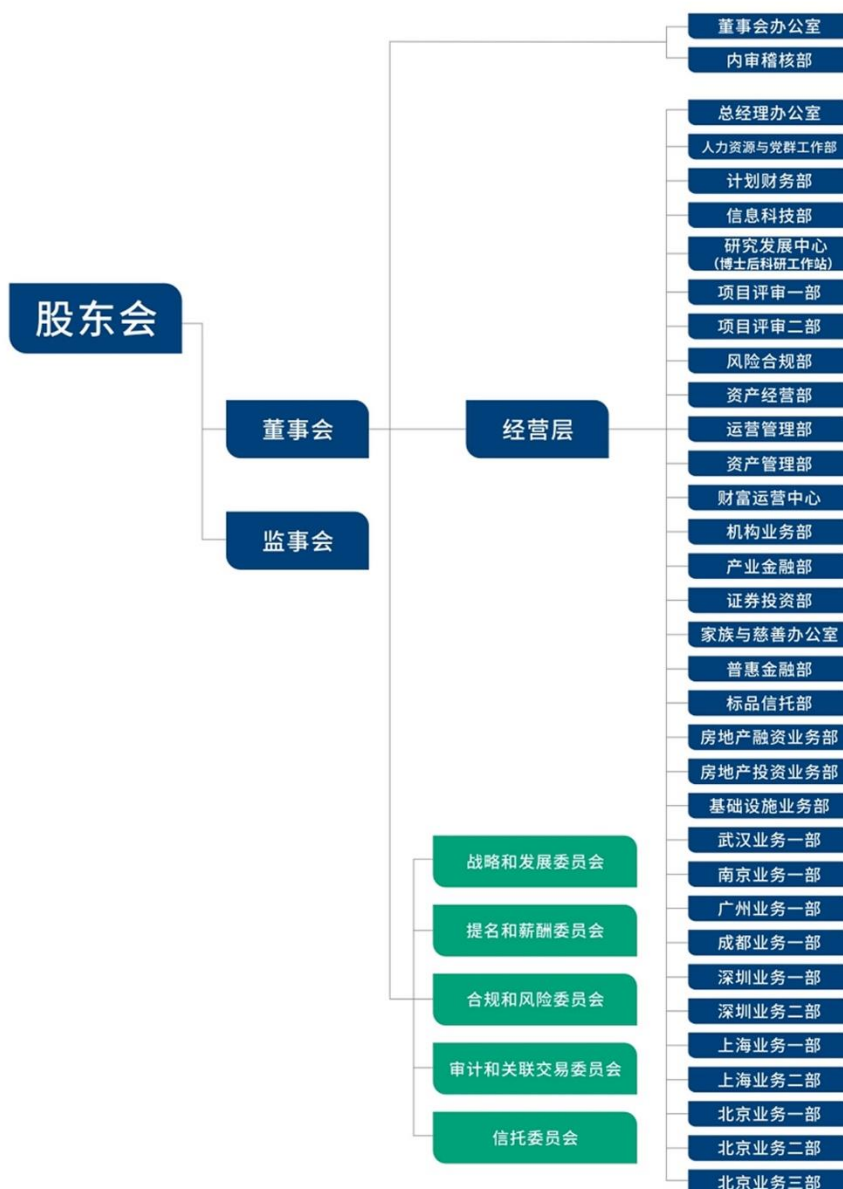 董事会办公室
内审稽核部
总经理办公室
人力资源与党群工作部
计划财务部
信息科技部
研究发展中心
（博士后科研工作站）
项目评审一部
项目评审二部
风险合规部
资产经营部
运营管理部
资产管理部
财富运营中心
机构业务部
产业金融部
证券投资部
家族与慈善办公室
普惠金融部
标品信托部
房地产融资业务部
房地产投资业务部
基础设施业务部
武汉业务一部
南京业务一部
广州业务一部
成都业务一部
深圳业务一部
深圳业务二部
上海业务一部
上海业务二部
北京业务一部
北京业务二部
北京业务三部
股东会
董事会
监事会
经营层
战略和发展委员会
提名和薪酬委员会
合规和风险委员会
审计和关联交易委员会
信托委员会